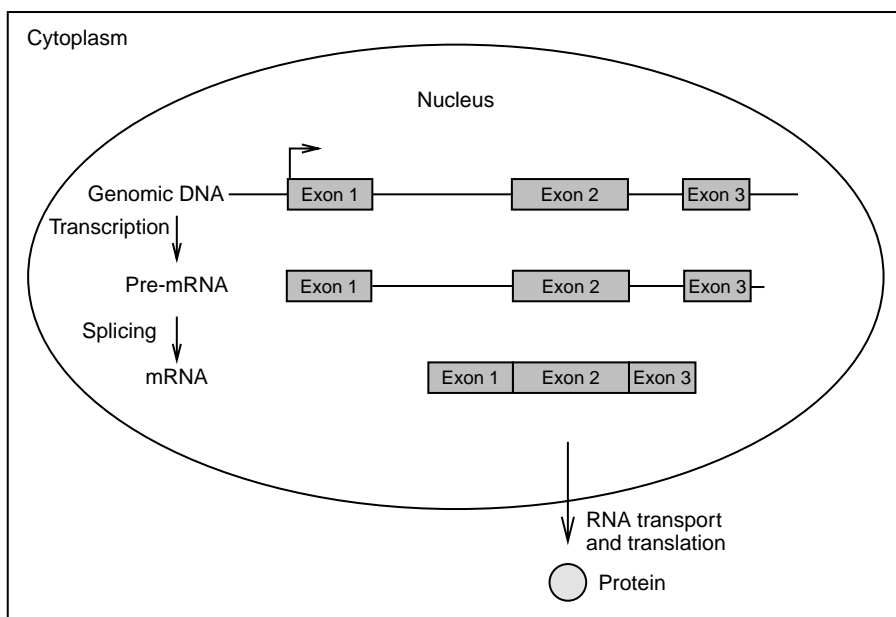 Cytoplasm
Nucleus
Genomic DNA
Exon 1
Exon 2
Exon 3
Transcription
Pre-mRNA
Exon 1
Exon 2
Exon 3
Splicing
mRNA
Exon 1
Exon 2
Exon 3
RNA transport
and translation
Protein